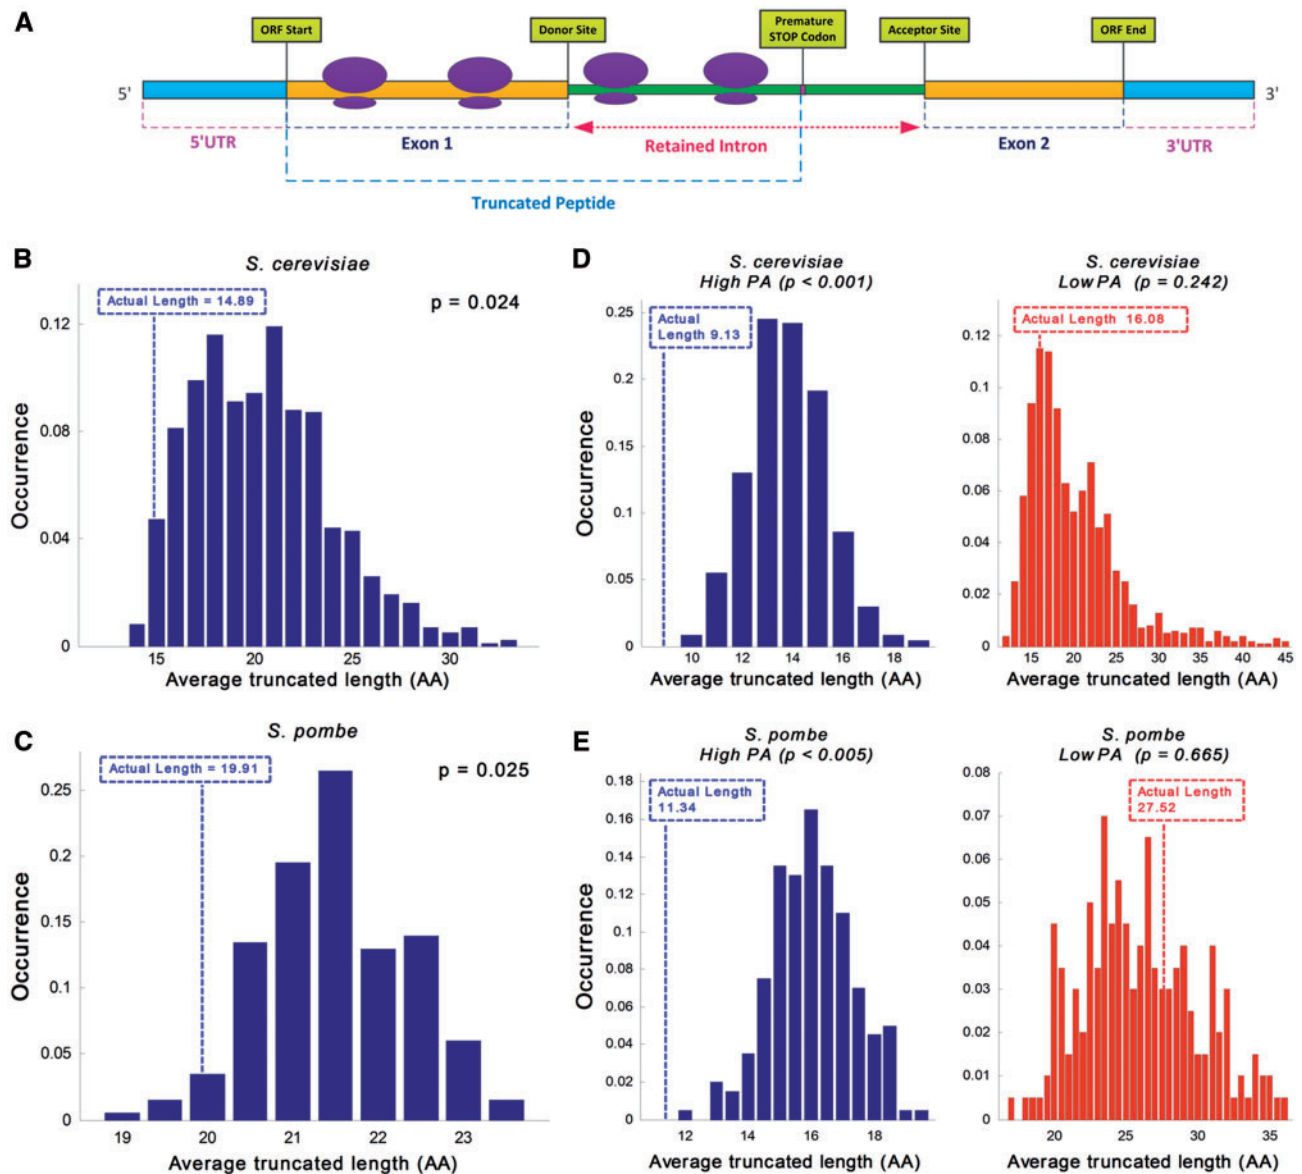 A
ORF Start
Donor Site
Premature
STOP Codon
Acceptor Site
ORF End
5'
3'
5'UTR
Exon 1
Retained Intron
Exon 2
3'UTR
Truncated Peptide
B
S. cerevisiae
Actual Length = 14.89
p = 0.024
Occurrence
0.12
0.08
0.04
0
15
20
25
30
Average truncated length (AA)
C
S. pombe
Actual Length = 19.91
p = 0.025
Occurrence
0.25
0.2
0.15
0.1
0.05
0
19
20
21
22
23
Average truncated length (AA)
D
S. cerevisiae
High PA (p < 0.001)
Actual
Length 9.13
Occurrence
0.25
0.2
0.15
0.1
0.05
0
10
12
14
16
18
Average truncated length (AA)
S. cerevisiae
Low PA (p = 0.242)
Actual Length 16.08
0.12
0.1
0.08
0.06
0.04
0.02
0
15
20
25
30
35
40
45
Average truncated length (AA)
E
S. pombe
High PA (p < 0.005)
Actual Length
11.34
Occurrence
0.18
0.16
0.14
0.12
0.1
0.08
0.06
0.04
0.02
0
12
14
16
18
Average truncated length (AA)
S. pombe
Low PA (p = 0.665)
Actual Length
27.52
0.08
0.07
0.06
0.05
0.04
0.03
0.02
0.01
0
20
25
30
35
Average truncated length (AA)